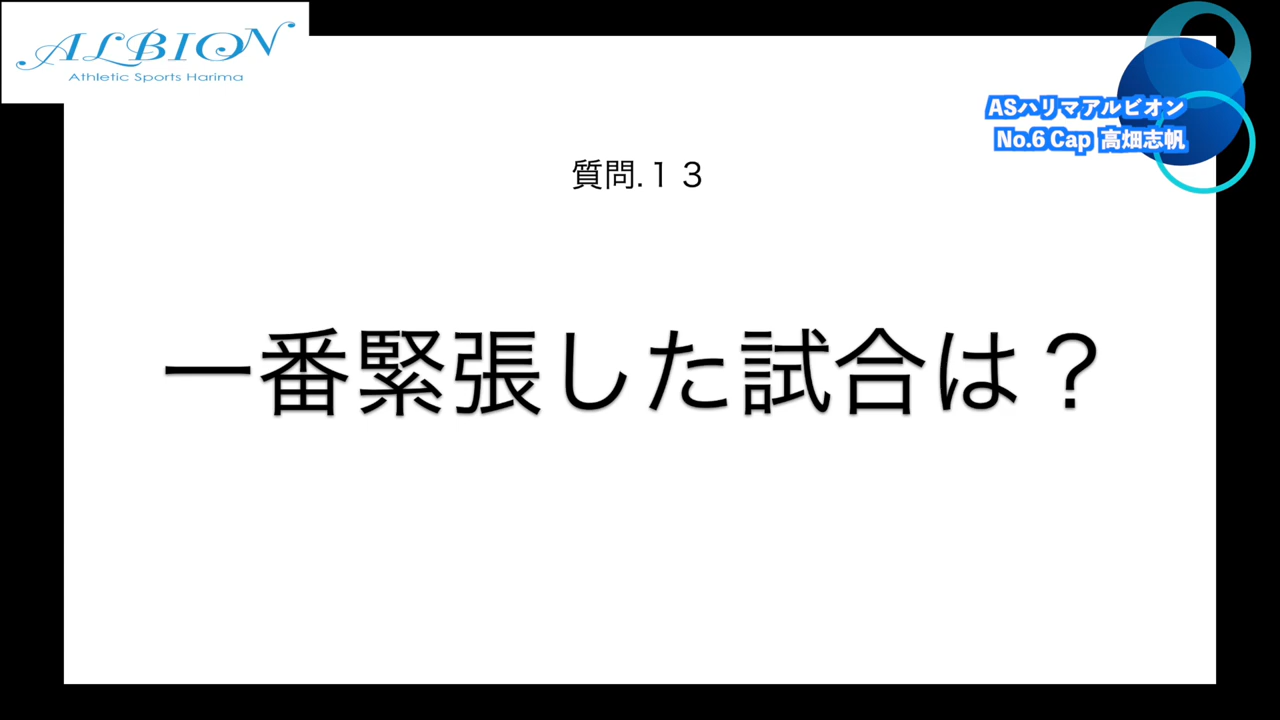 ALBION
Athletic Sports Harima
ASハリマアルビオン
No.6 Cap 高畑志帆
質問.１３
一番緊張した試合は？